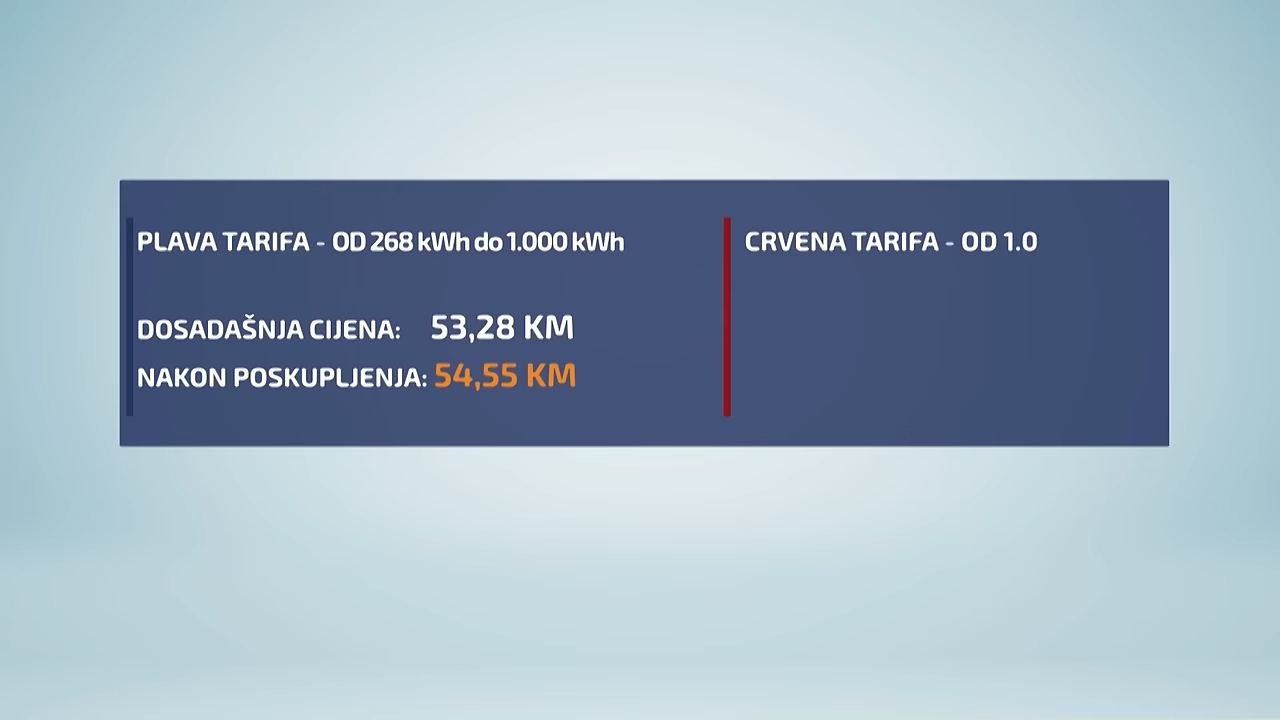 PLAVA TARIFA - OD 268 kWh do 1.000 kWh
DOSADAŠNJA CIJENA: 53,28 KM
NAKON POSKUPLJENJA: 54,55 KM
CRVENA TARIFA - OD 1.0